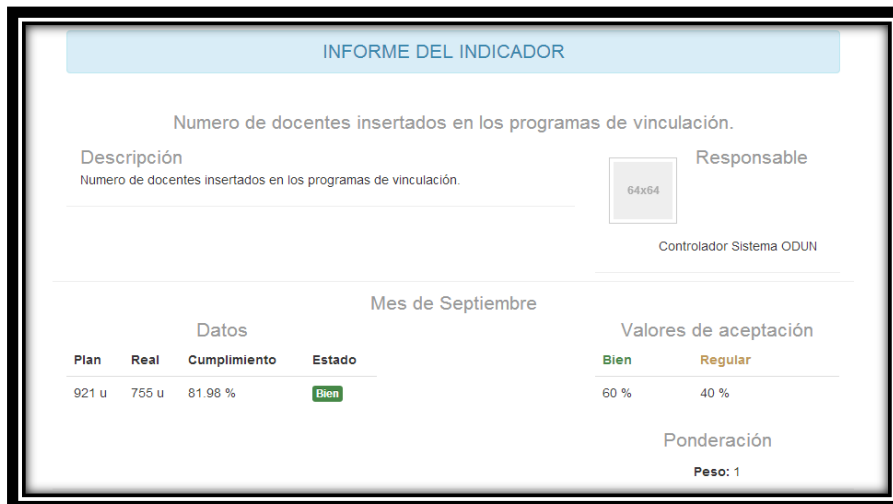 INFORME DEL INDICADOR
Numero de docentes insertados en los programas de vinculación.
Descripción
Numero de docentes insertados en los programas de vinculación.
Responsable
64x64
Controlador Sistema ODUN
Mes de Septiembre
Datos
Plan Real Cumplimiento Estado
921 u 755 u 81.98 % Bien
Valores de aceptación
Bien Regular
60 % 40 %
Ponderación
Peso: 1